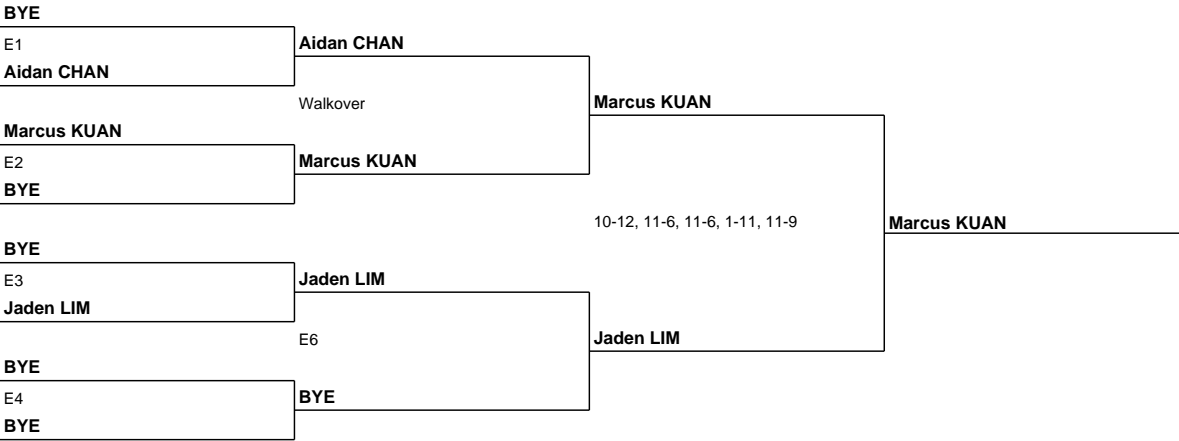 BYE
E1
Aidan CHAN
Aidan CHAN
Walkover
Marcus KUAN
Marcus KUAN
E2
Marcus KUAN
BYE
10-12, 11-6, 11-6, 1-11, 11-9
Marcus KUAN
BYE
E3
Jaden LIM
Jaden LIM
E6
Jaden LIM
BYE
E4
BYE
BYE